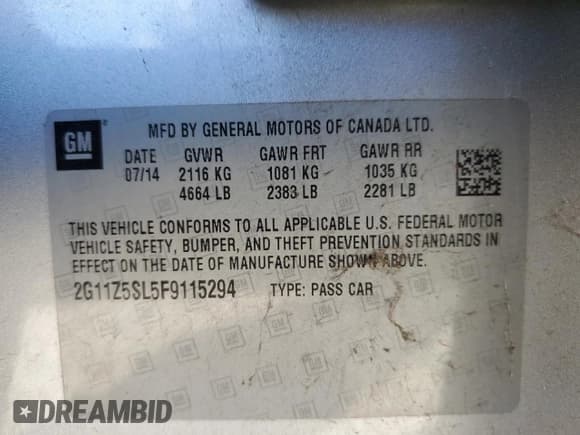 GM ®
MFD BY GENERAL MOTORS OF CANADA LTD.
DATE GVWR GAWR FRT GAWR RR
07/14 2116 KG 1081 KG 1035 KG
4664 LB 2383 LB 2281 LB
THIS VEHICLE CONFORMS TO ALL APPLICABLE U.S. FEDERAL MOTOR
VEHICLE SAFETY, BUMPER, AND THEFT PREVENTION STANDARDS IN
EFFECT ON THE DATE OF MANUFACTURE SHOWN ABOVE.
2G11Z5SL5F9115294 TYPE: PASS CAR
DREAMBID